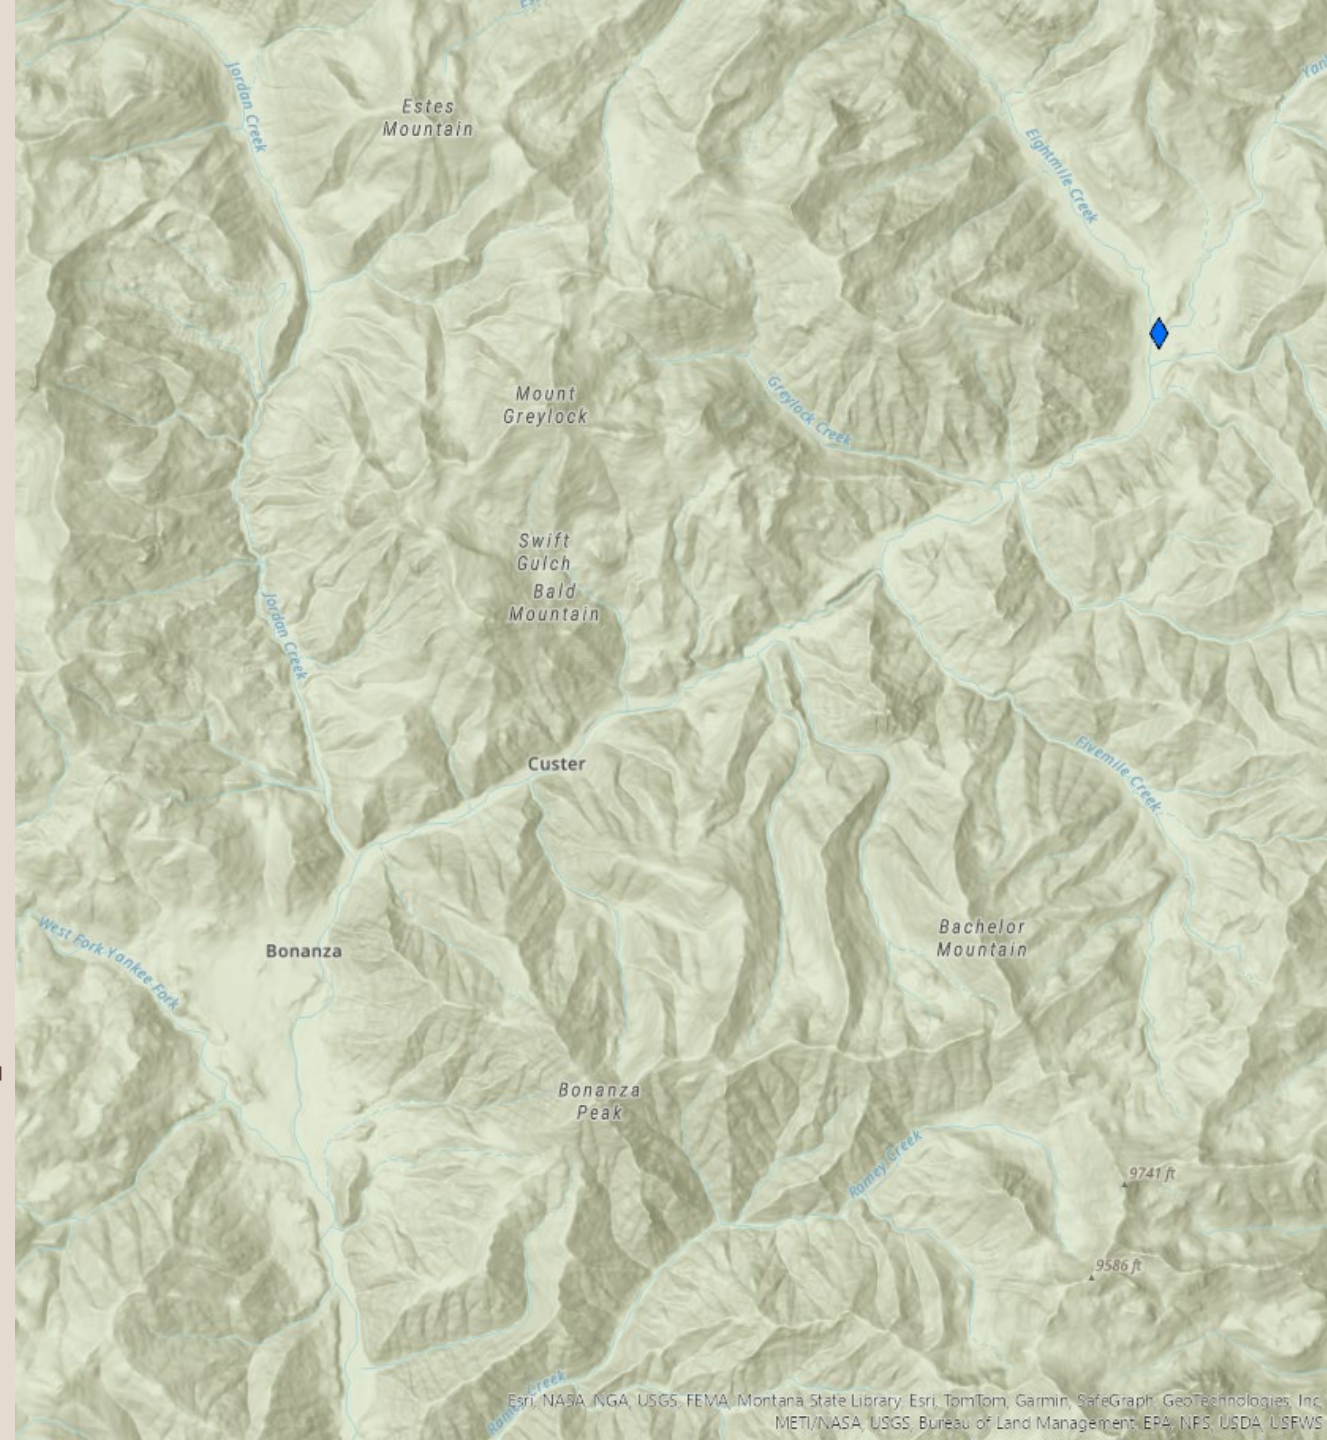 Jordan Creek
Estes
Mountain
Eightmile Creek
Mount
Greylock
Greylock Creek
Swift
Gulch
Bald
Mountain
Jordan Creek
Custer
Fivemile Creek
West Fork Yankee Fork
Bonanza
Bachelor
Mountain
Bonanza
Peak
Ramey Creek
9741 ft
9586 ft
Ramey Creek
Esri, NASA, NGA, USGS, FEMA, Montana State Library, Esri, TomTom, Garmin, SafeGraph, GeoTechnologies, Inc,
METI/NASA, USGS, Bureau of Land Management, EPA, NPS, USDA, USFWS